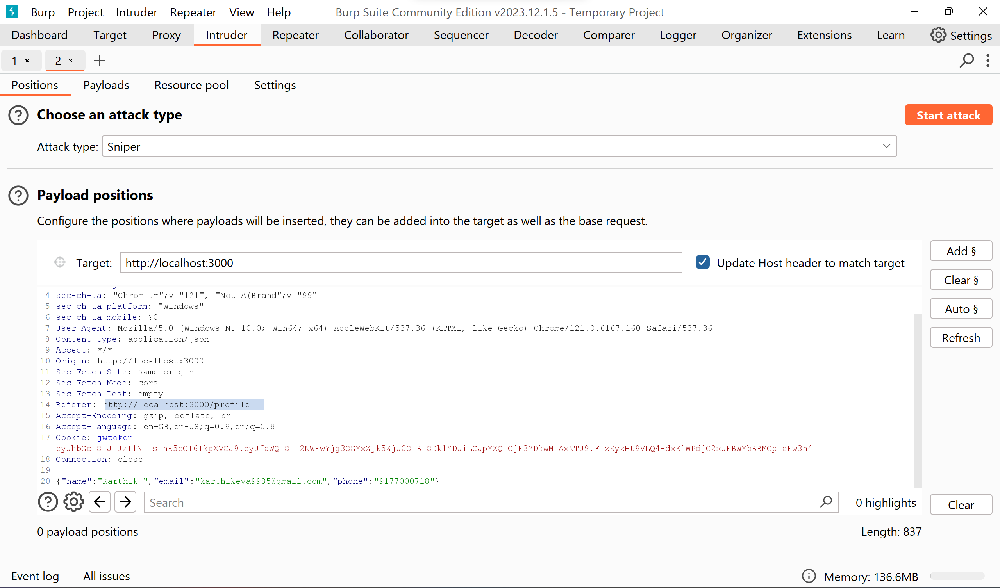 Burp Project Intruder Repeater View Help Burp Suite Community Edition v2023.12.1.5 - Temporary Project
Dashboard Target Proxy Intruder Repeater Collaborator Sequencer Decoder Comparer Logger Organizer Extensions Learn Settings
1 × 2 × +
Positions Payloads Resource pool Settings
? Choose an attack type Start attack
Attack type: Sniper
? Payload positions
Configure the positions where payloads will be inserted, they can be added into the target as well as the base request.
Target: http://localhost:3000 Update Host header to match target
Add §
Clear §
Auto §
Refresh
4 sec-ch-ua: "Chromium";v="121", "Not A(Brand";v="99"
5 sec-ch-ua-platform: "Windows"
6 sec-ch-ua-mobile: ?0
7 User-Agent: Mozilla/5.0 (Windows NT 10.0; Win64; x64) AppleWebKit/537.36 (KHTML, like Gecko) Chrome/121.0.6167.160 Safari/537.36
8 Content-type: application/json
9 Accept: */*
10 Origin: http://localhost:3000
11 Sec-Fetch-Site: same-origin
12 Sec-Fetch-Mode: cors
13 Sec-Fetch-Dest: empty
14 Referer: http://localhost:3000/profile
15 Accept-Encoding: gzip, deflate, br
16 Accept-Language: en-GB,en-US;q=0.9,en;q=0.8
17 Cookie: jwtoken=
eyJhbGciOiJIUzI1NiIsInR5cCI6IkpXVCJ9.eyJfaWQiOiI2NWEwYjg3OGYxZjk5ZjU0OTBiODk1MDUiLCJpYXQiOjE3MDkwMTAxNTJ9.FTzKyzHt9VLQ4HdxKlWPdjG2xJEBWYbBBMGp_eEw3n4
18 Connection: close
19
20 {"name":"Karthik ","email":"karthikeya9985@gmail.com","phone":"9177000718"}
? Search 0 highlights Clear
0 payload positions Length: 837
Event log All issues Memory: 136.6MB